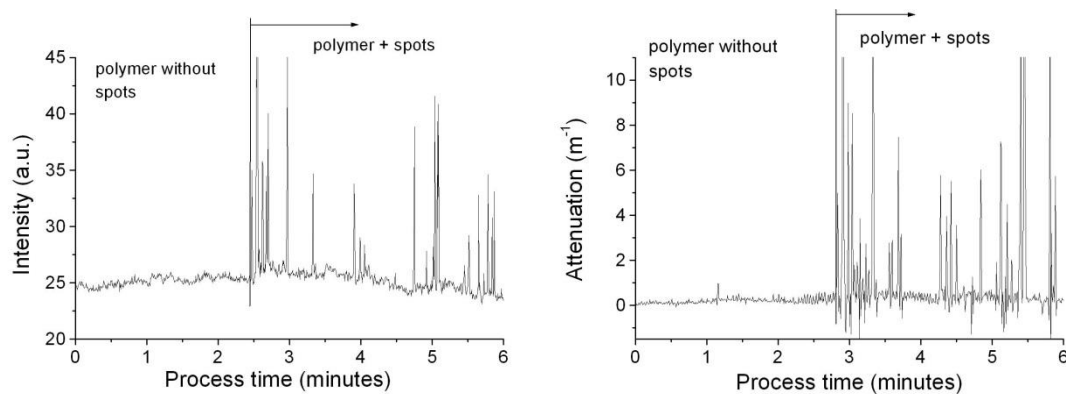 polymer + spots
polymer without
spots
45
40
35
30
25
20
Intensity (a.u.)
0 1 2 3 4 5 6
Process time (minutes)
polymer + spots
polymer without
spots
10
8
6
4
2
0
Attenuation (m⁻¹)
0 1 2 3 4 5 6
Process time (minutes)